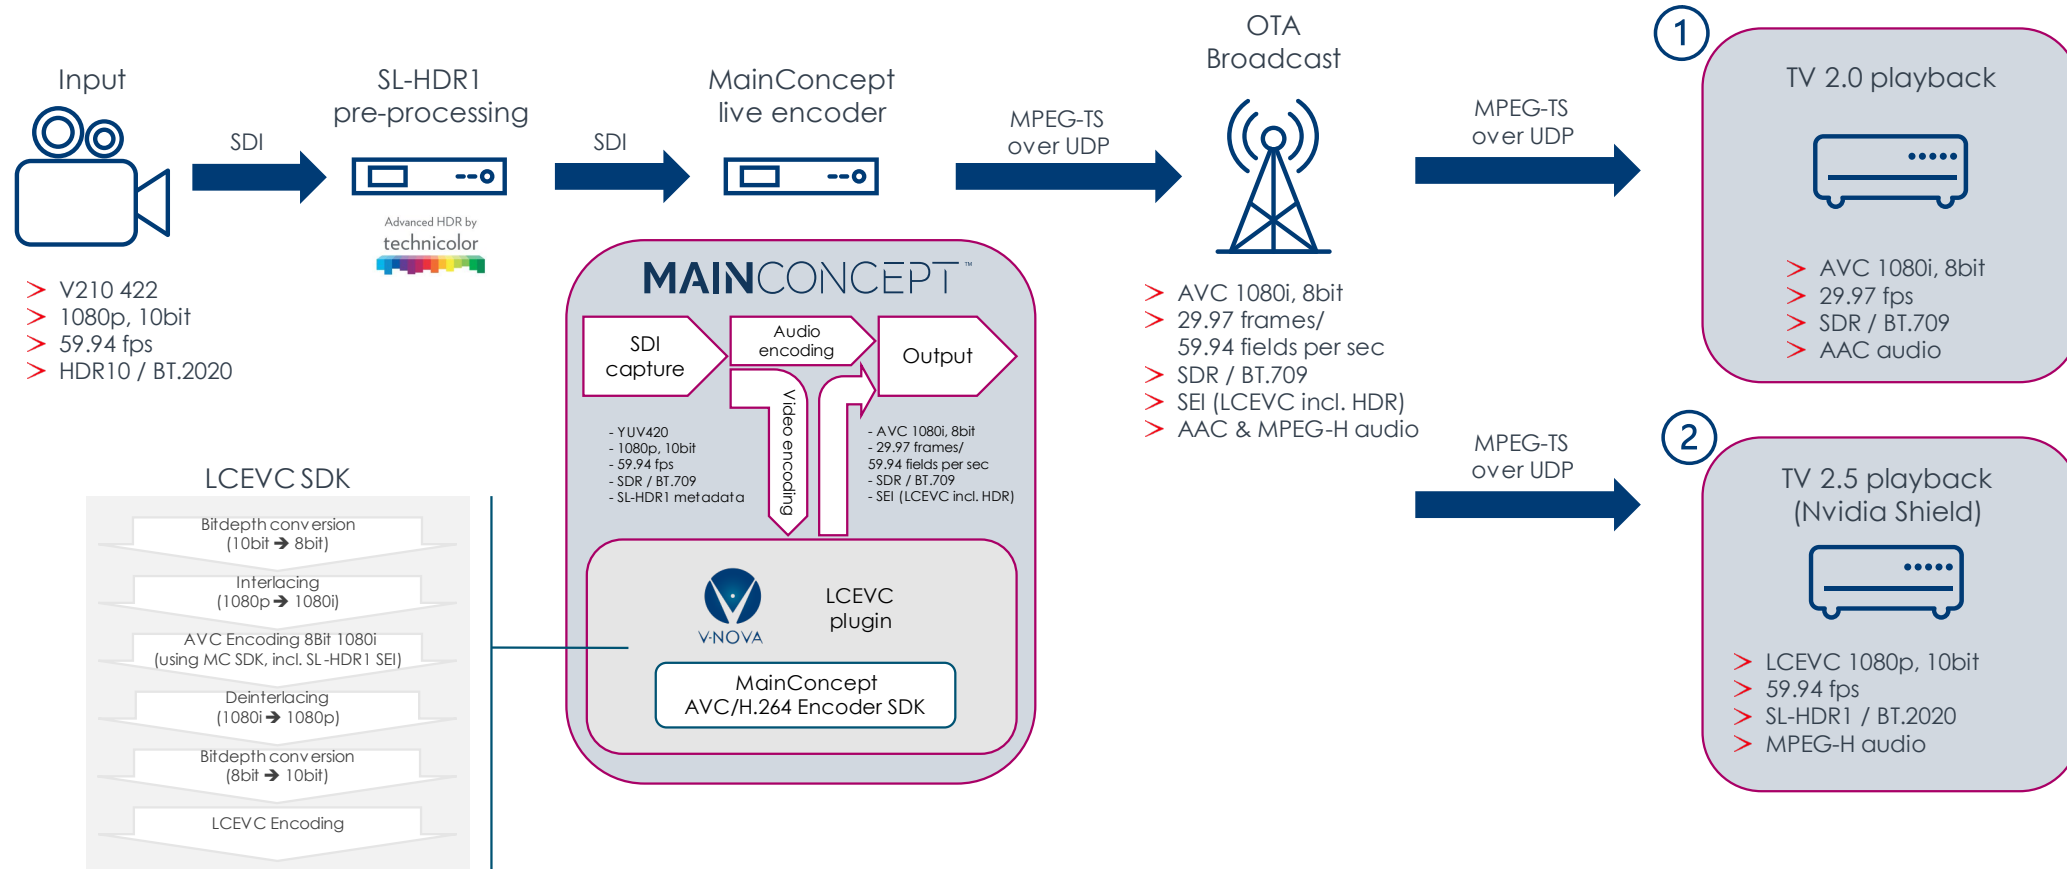 Input
SDI
SL-HDR1
pre-processing
Advanced HDR by
technicolor
SDI
MainConcept
live encoder
MPEG-TS
over UDP
OTA
Broadcast
MPEG-TS
over UDP
1
TV 2.0 playback
> AVC 1080i, 8bit
> 29.97 fps
> SDR / BT.709
> AAC audio
> V210 422
> 1080p, 10bit
> 59.94 fps
> HDR10 / BT.2020
MAINCONCEPT™
SDI
capture
Audio
encoding
Output
Video encoding
- YUV420
- 1080p, 10bit
- 59.94 fps
- SDR / BT.709
- SL-HDR1 metadata
- AVC 1080i, 8bit
- 29.97 frames/
59.94 fields per sec
- SDR / BT.709
- SEI (LCEVC incl. HDR)
V-NOVA
LCEVC
plugin
MainConcept
AVC/H.264 Encoder SDK
> AVC 1080i, 8bit
> 29.97 frames/
59.94 fields per sec
> SDR / BT.709
> SEI (LCEVC incl. HDR)
> AAC & MPEG-H audio
MPEG-TS
over UDP
2
TV 2.5 playback
(Nvidia Shield)
> LCEVC 1080p, 10bit
> 59.94 fps
> SL-HDR1 / BT.2020
> MPEG-H audio
LCEVC SDK
Bitdepth conversion
(10bit ➔ 8bit)
Interlacing
(1080p ➔ 1080i)
AVC Encoding 8Bit 1080i
(using MC SDK, incl. SL-HDR1 SEI)
Deinterlacing
(1080i ➔ 1080p)
Bitdepth conversion
(8bit ➔ 10bit)
LCEVC Encoding